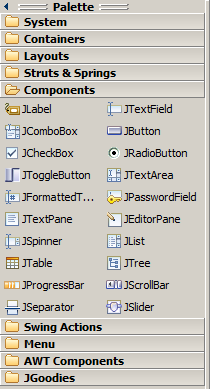 Palette
System
Containers
Layouts
Struts & Springs
Components
JLabel JTextField
JComboBox JButton
JCheckBox JRadioButton
JToggleButton JTextArea
JFormattedT... JPasswordField
JTextPane JEditorPane
JSpinner JList
JTable JTree
JProgressBar JScrollBar
JSeparator JSlider
Swing Actions
Menu
AWT Components
JGoodies